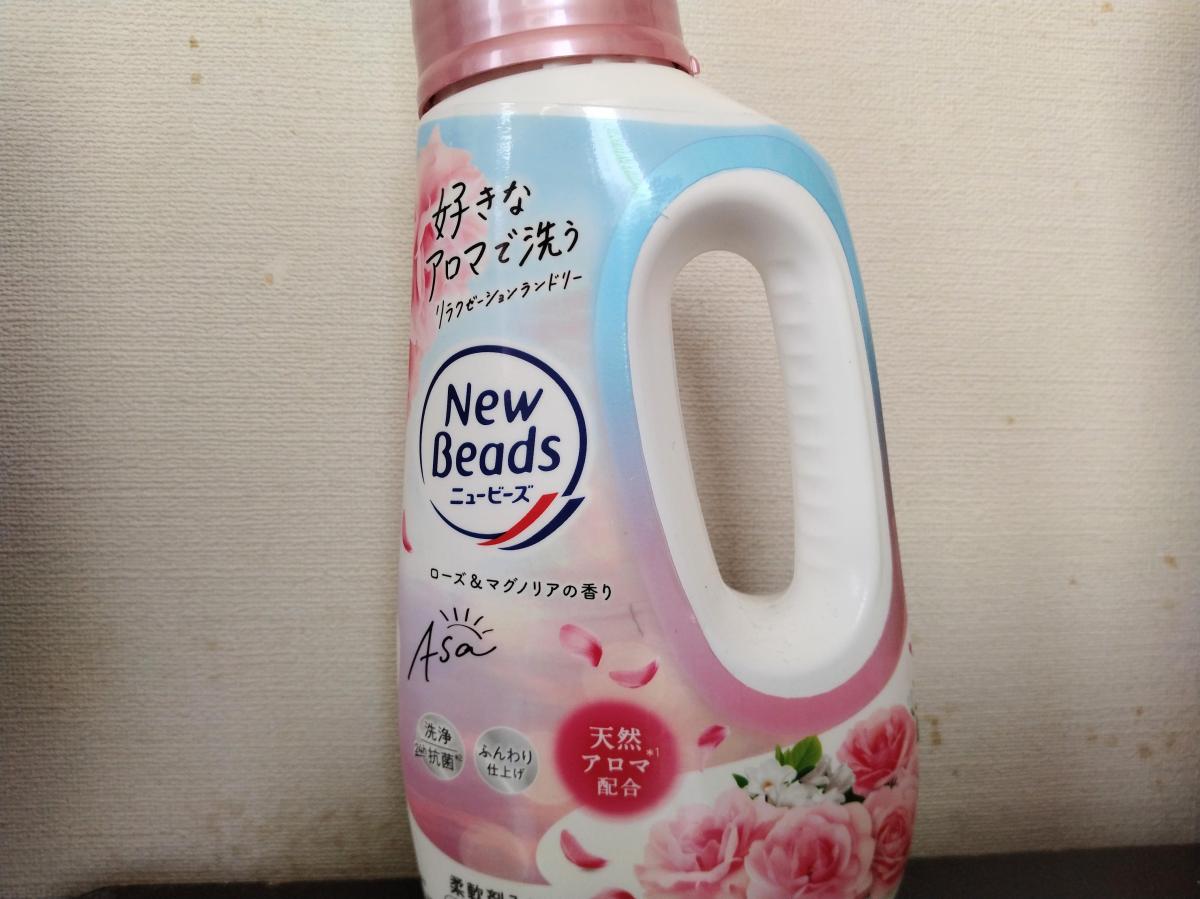 好きな
アロマで洗う
リラクゼーションランドリー
New
Beads
ニュービーズ
ローズ&マグノリアの香り
Asa
洗浄
抗菌
ふんわり
仕上げ
天然
アロマ*1
配合
柔軟剤